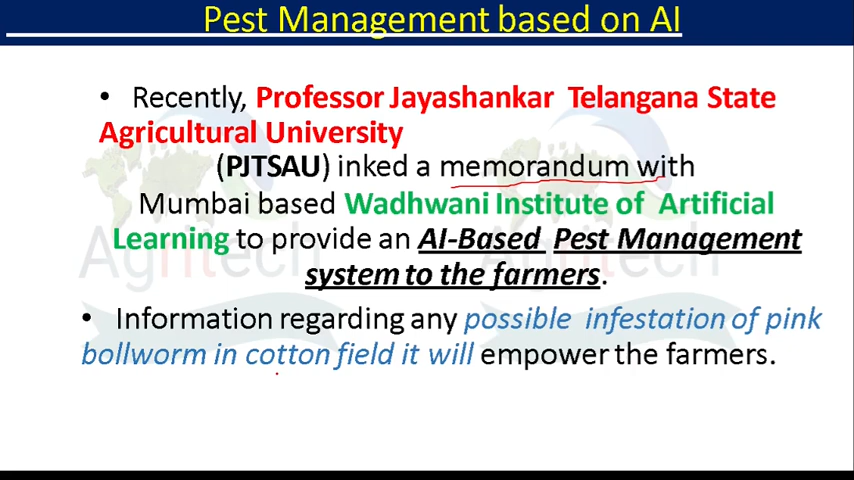 Pest Management based on AI
• Recently, Professor Jayashankar Telangana State
Agricultural University
(PJTSAU) inked a memorandum with
Mumbai based Wadhwani Institute of Artificial
Learning to provide an AI-Based Pest Management
system to the farmers.
• Information regarding any possible infestation of pink
bollworm in cotton field it will empower the farmers.
Agritech
Agritech